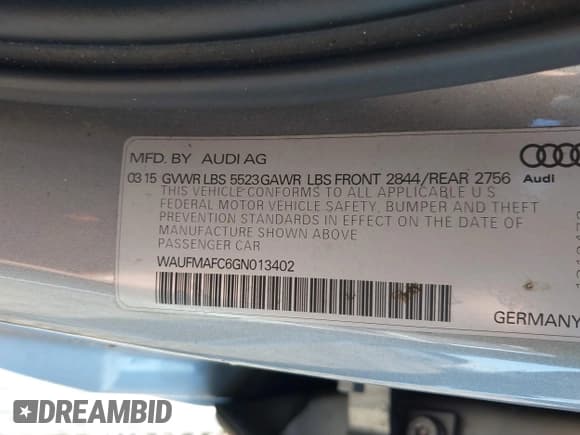 MFD. BY AUDI AG
03 15 GVWR LBS 5523 GAWR LBS FRONT 2844/REAR 2756
THIS VEHICLE CONFORMS TO ALL APPLICABLE U S
FEDERAL MOTOR VEHICLE SAFETY, BUMPER AND THEFT
PREVENTION STANDARDS IN EFFECT ON THE DATE OF
MANUFACTURE SHOWN ABOVE
PASSENGER CAR
WAUFMAFC6GN013402
Audi
GERMANY
DREAMBID